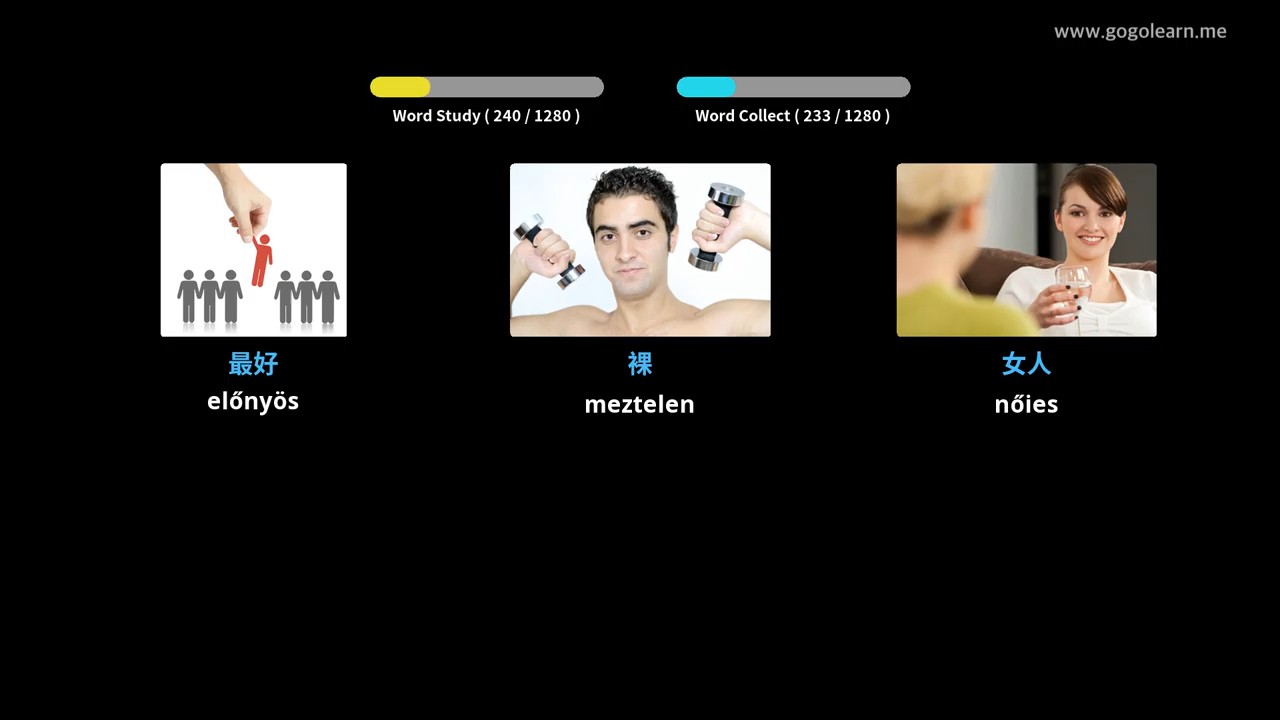 www.gogolearn.me
Word Study ( 240 / 1280 )
Word Collect ( 233 / 1280 )
最好
előnyös
裸
meztelen
女人
nőies